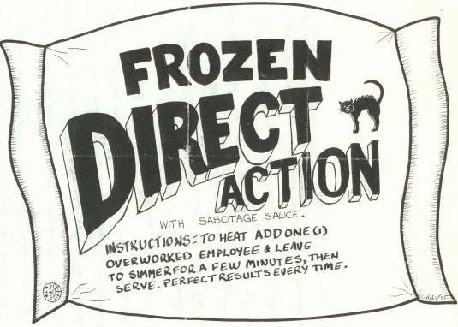 FROZEN
DIRECT
ACTION
WITH SABOTAGE SAUCE.
INSTRUCTIONS: TO HEAT ADD ONE(1)
OVERWORKED EMPLOYEE & LEAVE
TO SIMMER FOR A FEW MINUTES, THEN
SERVE. PERFECT RESULTS EVERY TIME.